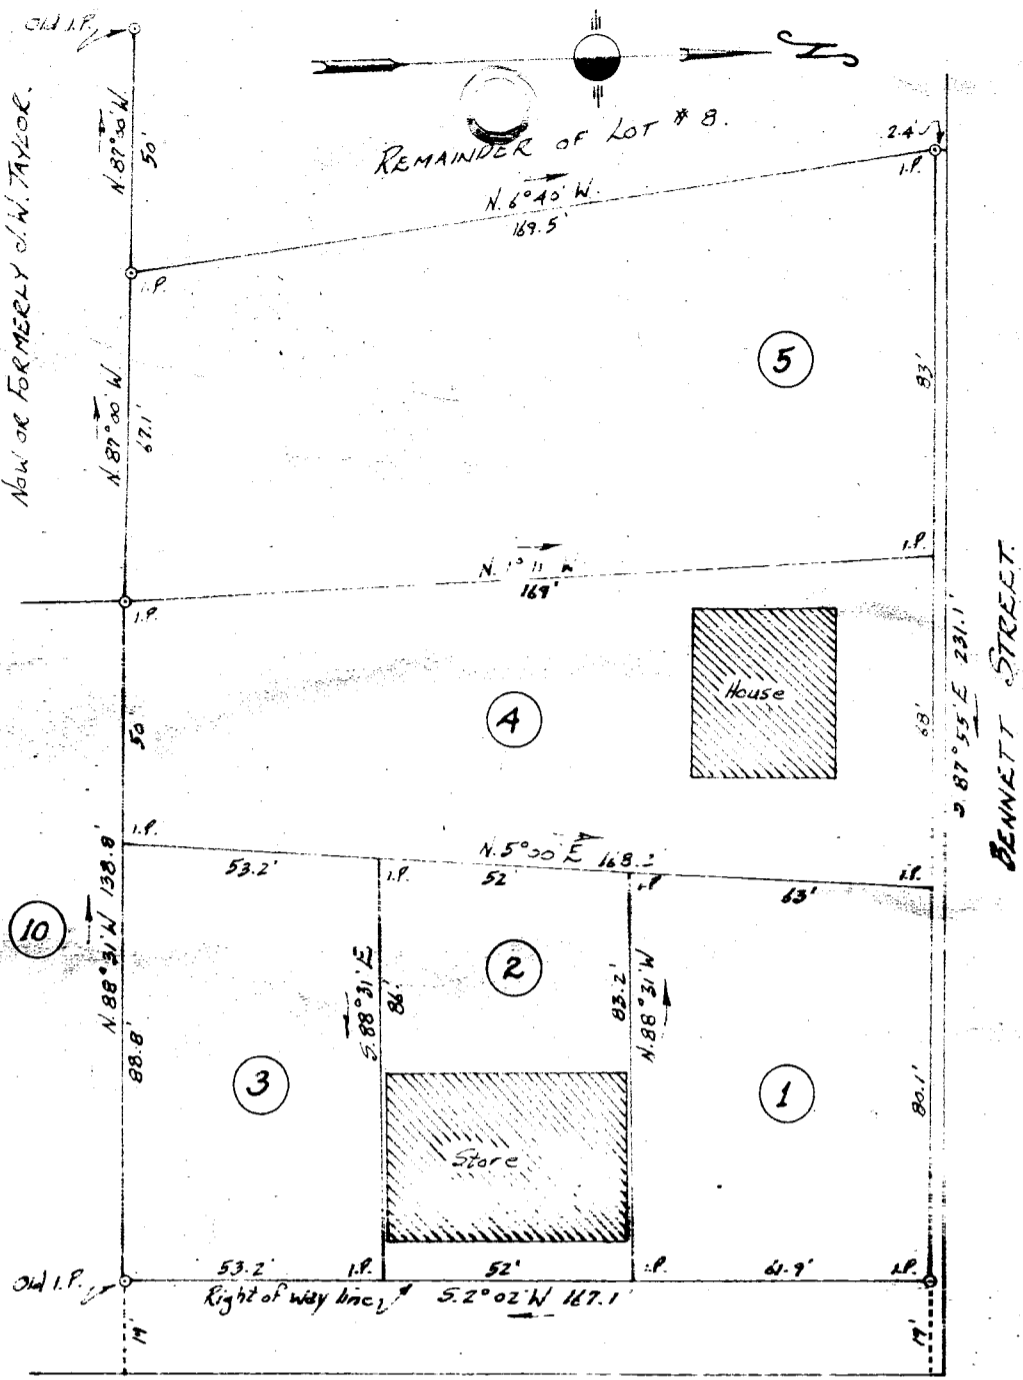 Old I.P.
N. 87°00' W.
50'
NOW OR FORMERLY J.W. TAYLOR.
N
REMAINDER OF LOT # 8.
2.4'
I.P.
N. 6°40' W.
169.5'
I.P.
5
83'
N. 87°00' W.
67.1'
I.P.
N. 1° 11' W
169'
I.P.
House
4
50'
68'
S. 87°55' E 231.1'
BENNETT STREET.
I.P.
N. 5°00' E 168.2'
53.2'
I.P.
52'
I.P.
63'
I.P.
10
N. 88°31' W 138.8'
88.8'
S. 88°31' E
86.'
2
83.2'
N. 88°31' W
3
1
80.1'
Store
Old I.P.
53.2'
I.P.
52'
I.P.
61.9'
I.P.
Right of way line
S. 2°02' W 167.1'
19'
19'